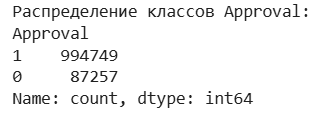 Распределение классов Approval:
Approval
1    994749
0     87257
Name: count, dtype: int64